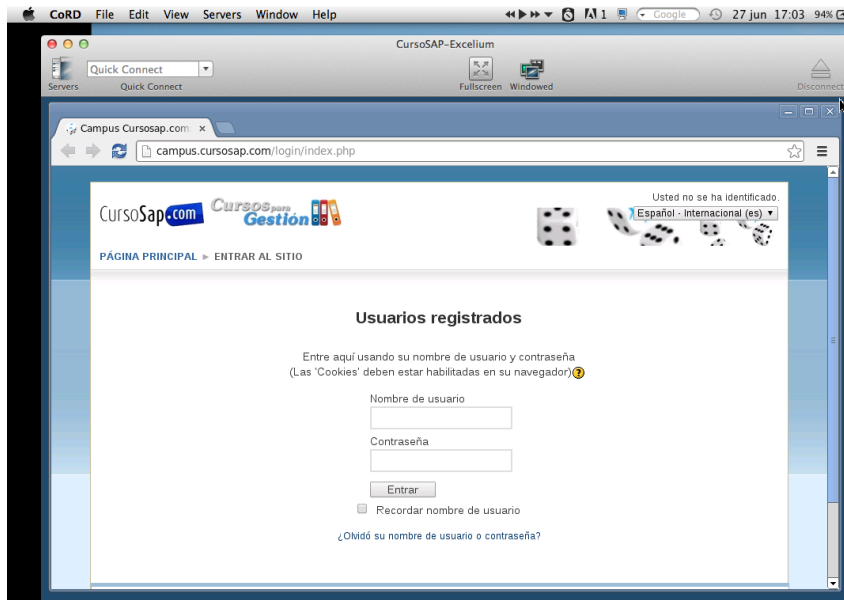 CoRD File Edit View Servers Window Help 1 Google 27 jun 17:03 94%
CursoSAP-Excelium
Quick Connect
Servers Quick Connect Fullscreen Windowed Disconnect
Campus Cursosap.com: x
campus.cursosap.com/login/index.php
Usted no se ha identificado.
CursoSap.com Cursos para Gestión Español - Internacional (es)
PÁGINA PRINCIPAL ► ENTRAR AL SITIO
Usuarios registrados
Entre aquí usando su nombre de usuario y contraseña
(Las 'Cookies' deben estar habilitadas en su navegador)?
Nombre de usuario
Contraseña
Entrar
Recordar nombre de usuario
¿Olvidó su nombre de usuario o contraseña?